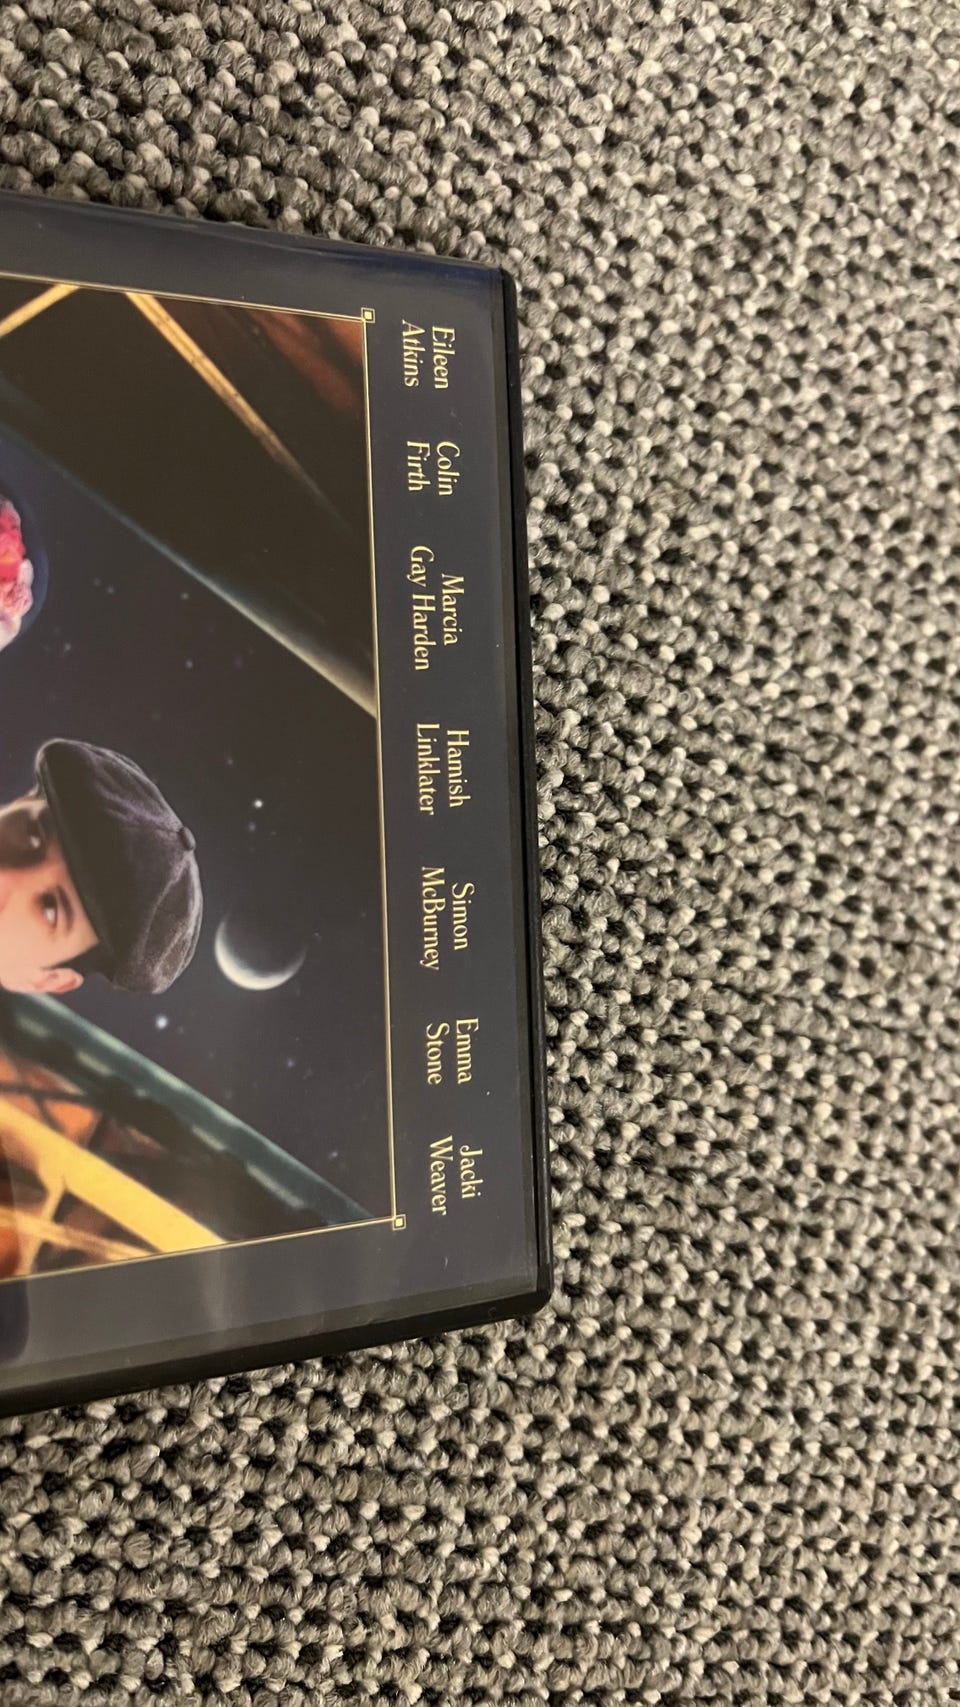 Eileen Colin Marcia Hamish Simon Emma Jacki
Atkins Firth Gay Harden Linklater McBurney Stone Weaver